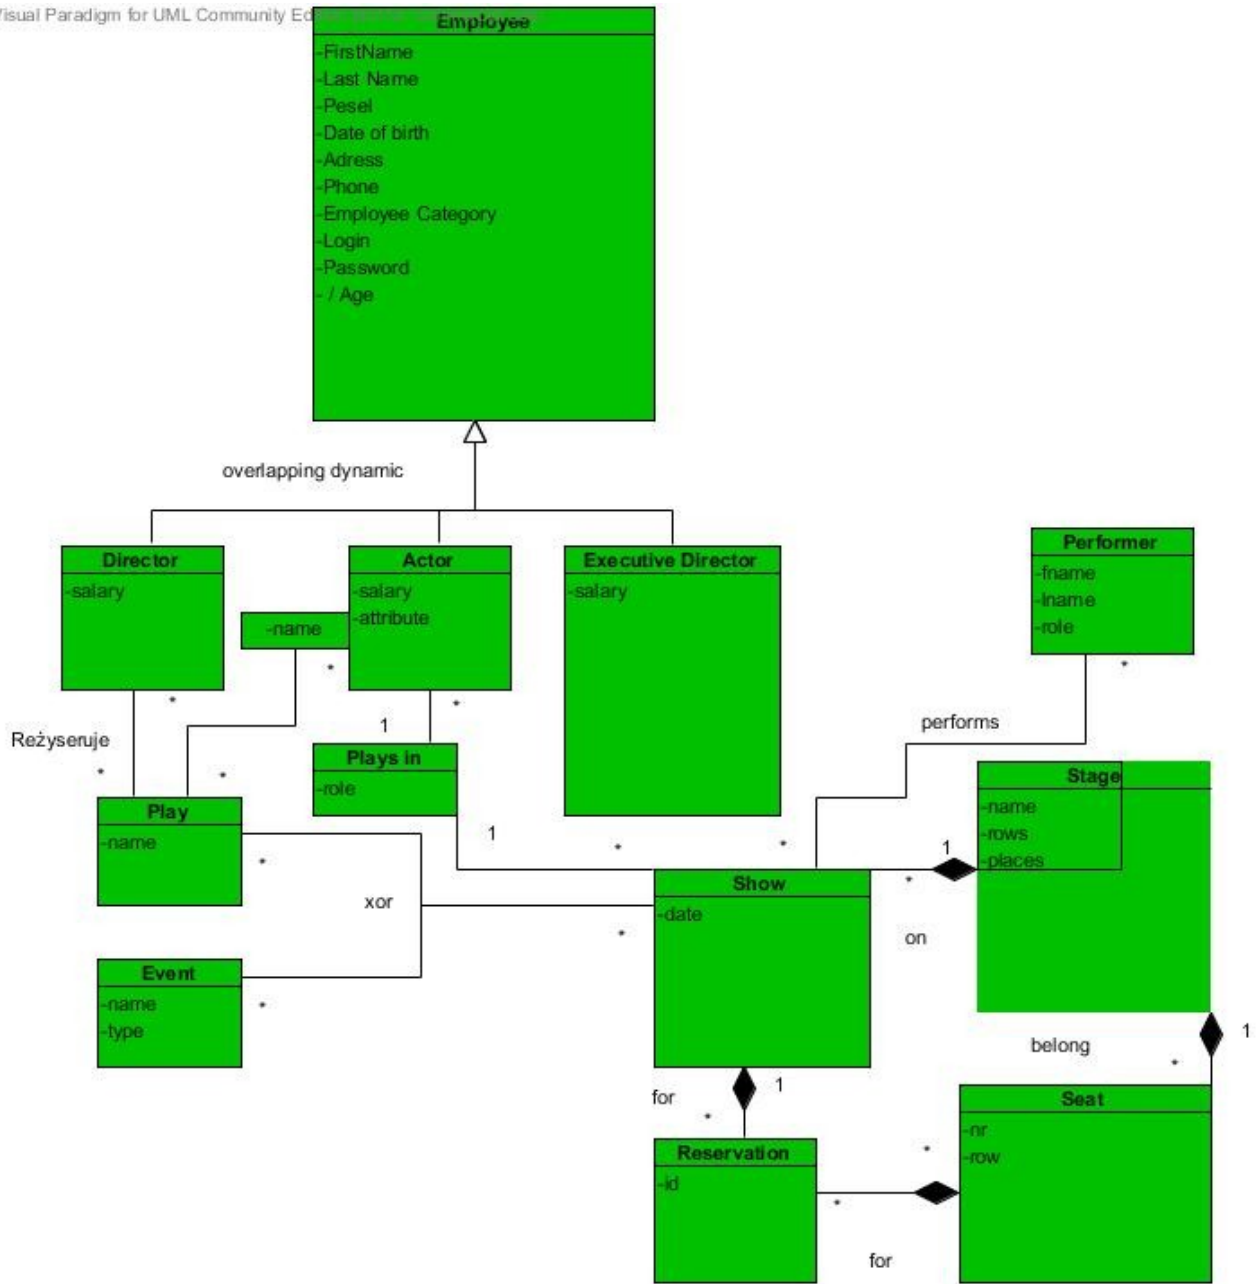 Visual Paradigm for UML Community
Employee
-FirstName
-Last Name
-Pesel
-Date of birth
-Adress
-Phone
-Employee Category
-Login
-Password
- / Age
overlapping dynamic
Director
-salary
Actor
-salary
-attribute
Executive Director
-salary
Performer
-fname
-lname
-role
-name
*
*
*
*
Reżyseruje
1
performs
Plays in
-role
Stage
-name
-rows
-places
*
*
Play
-name
1
*
*
1
*
*
xor
Show
-date
*
on
Event
-name
-type
*
belong
1
*
for
1
*
Seat
-nr
-row
Reservation
-id
*
*
for